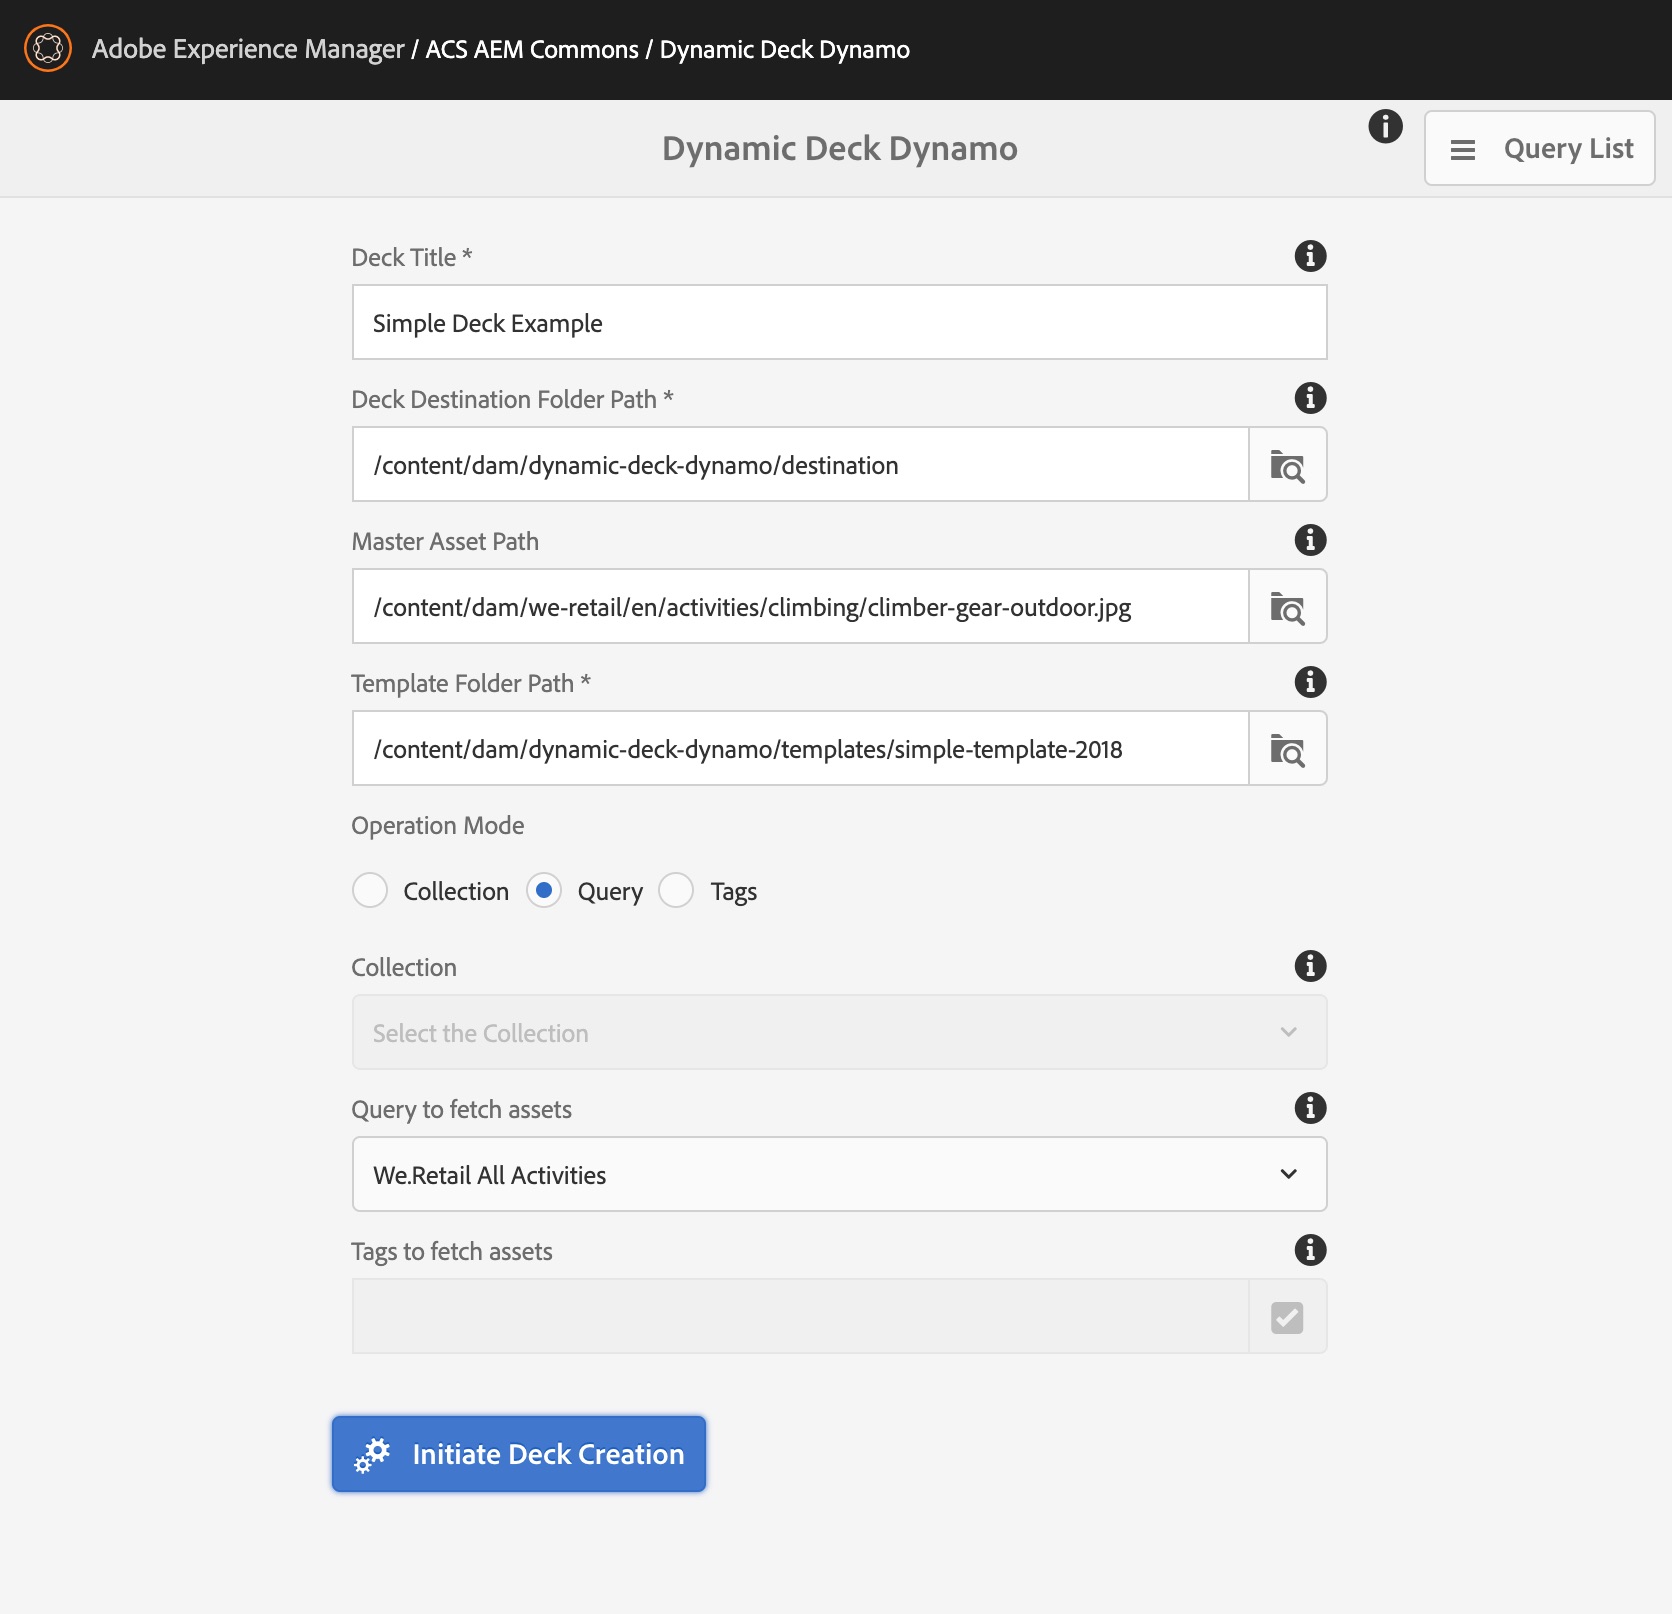 Adobe Experience Manager / ACS AEM Commons / Dynamic Deck Dynamo
Dynamic Deck Dynamo
Query List
Deck Title *
Simple Deck Example
Deck Destination Folder Path *
/content/dam/dynamic-deck-dynamo/destination
Master Asset Path
/content/dam/we-retail/en/activities/climbing/climber-gear-outdoor.jpg
Template Folder Path *
/content/dam/dynamic-deck-dynamo/templates/simple-template-2018
Operation Mode
Collection Query Tags
Collection
Select the Collection
Query to fetch assets
We.Retail All Activities
Tags to fetch assets
Initiate Deck Creation